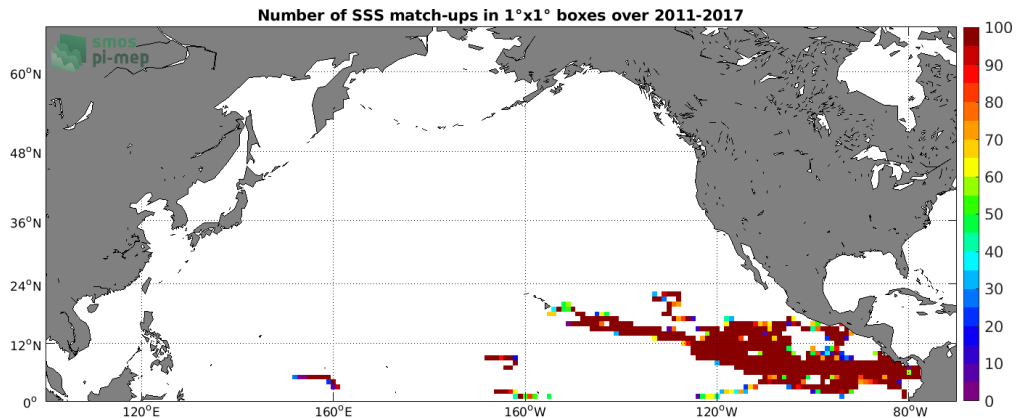 Number of SSS match-ups in 1°x1° boxes over 2011-2017
smos
pi-mep
60°N
48°N
36°N
24°N
12°N
0°
120°E
160°E
160°W
120°W
80°W
100
90
80
70
60
50
40
30
20
10
0